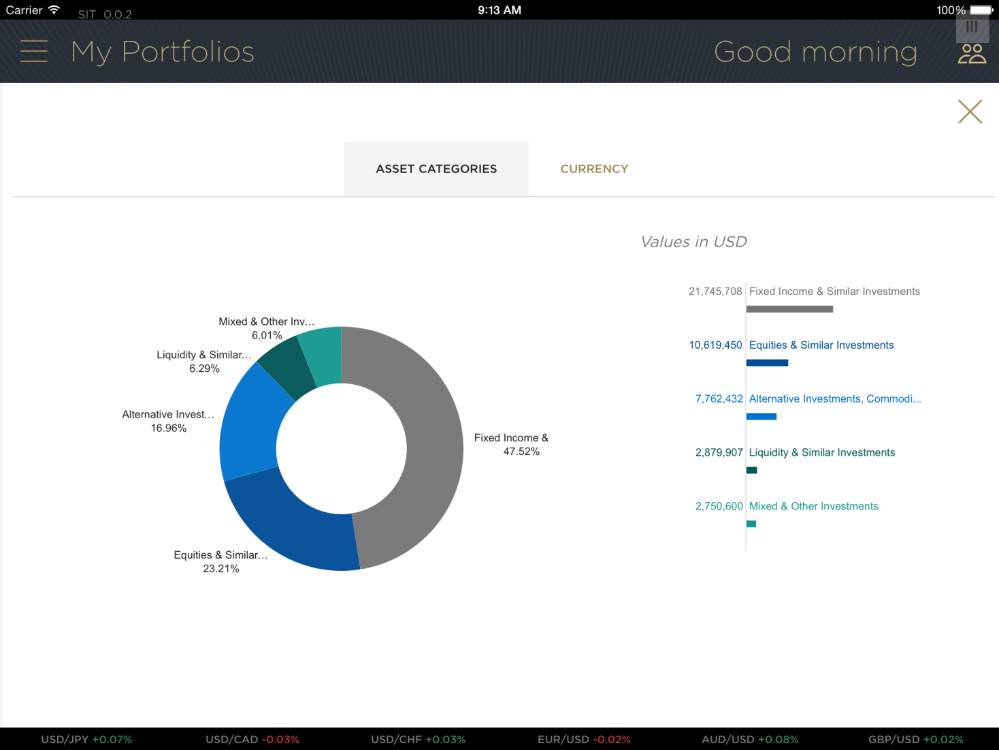 Carrier SIT 0.0.2 9:13 AM 100%
My Portfolios Good morning
ASSET CATEGORIES CURRENCY
Values in USD
21,745,708 Fixed Income & Similar Investments
10,619,450 Equities & Similar Investments
7,762,432 Alternative Investments, Commodi...
2,879,907 Liquidity & Similar Investments
2,750,600 Mixed & Other Investments
Mixed & Other Inv...
6.01%
Liquidity & Similar...
6.29%
Alternative Invest...
16.96%
Fixed Income &
47.52%
Equities & Similar...
23.21%
USD/JPY +0.07% USD/CAD -0.03% USD/CHF +0.03% EUR/USD -0.02% AUD/USD +0.08% GBP/USD +0.02%